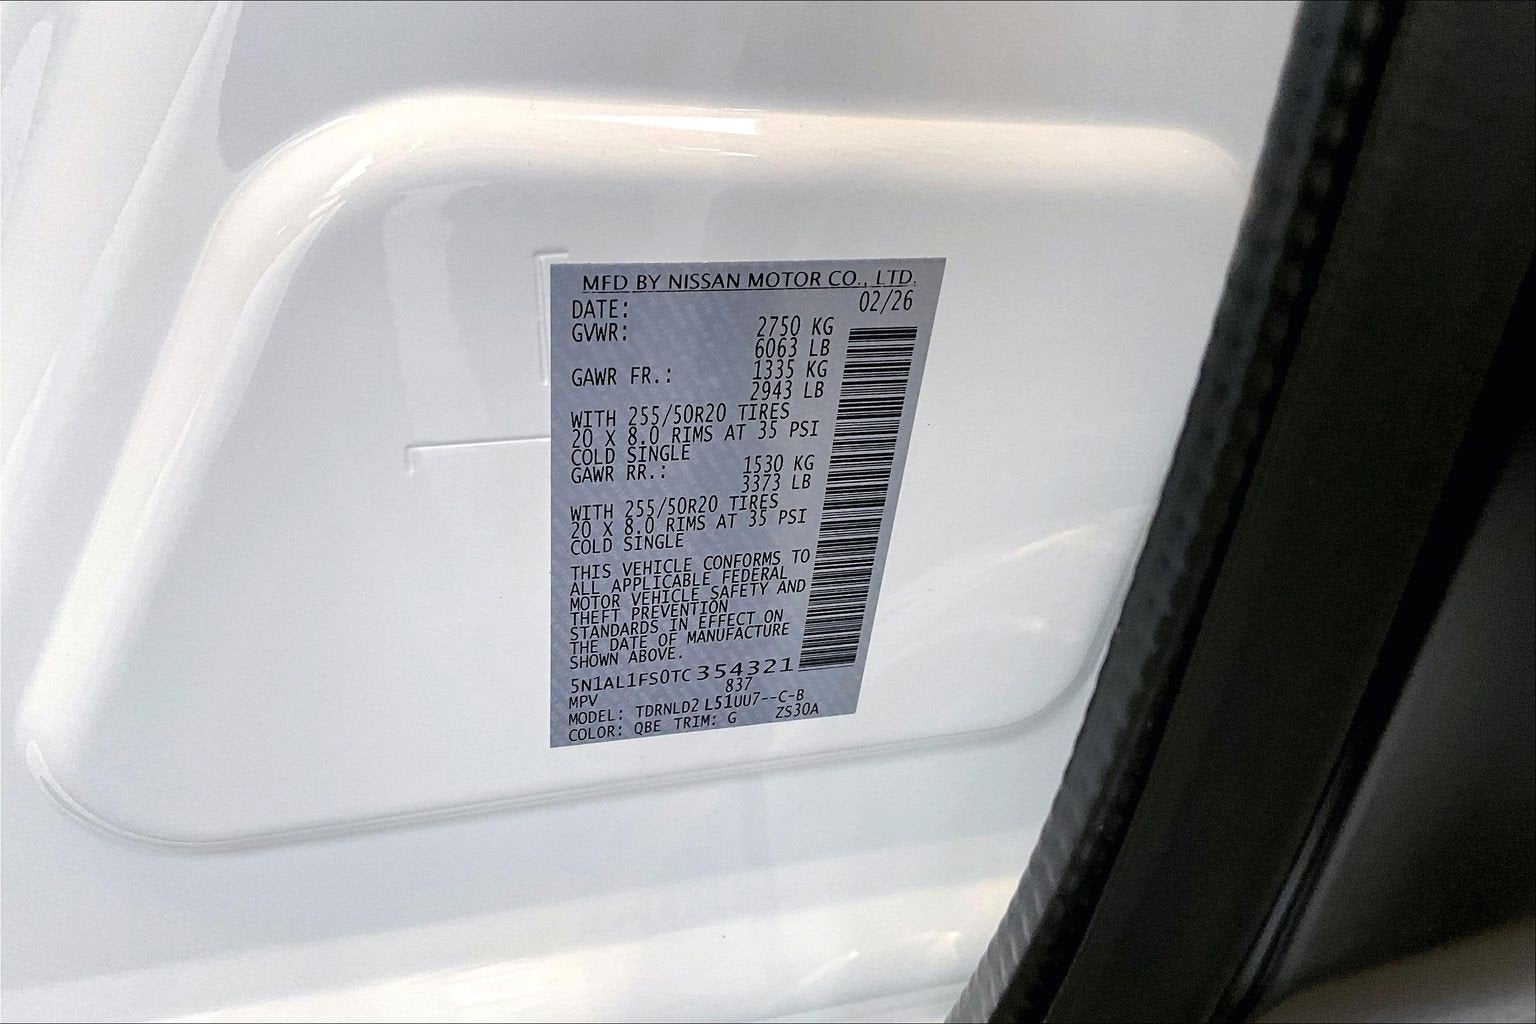 MFD BY NISSAN MOTOR CO., LTD.
DATE: 02/26
GVWR: 2750 KG
6063 LB
GAWR FR.: 1335 KG
2943 LB
WITH 255/50R20 TIRES
20 X 8.0 RIMS AT 35 PSI
COLD SINGLE
GAWR RR.: 1530 KG
3373 LB
WITH 255/50R20 TIRES
20 X 8.0 RIMS AT 35 PSI
COLD SINGLE
THIS VEHICLE CONFORMS TO
ALL APPLICABLE FEDERAL
MOTOR VEHICLE SAFETY AND
THEFT PREVENTION
STANDARDS IN EFFECT ON
THE DATE OF MANUFACTURE
SHOWN ABOVE.
5N1AL1FS0TC354321
MPV 837
MODEL: TDRNLD2 L51UU7--C-B
COLOR: QBE TRIM: G ZS30A